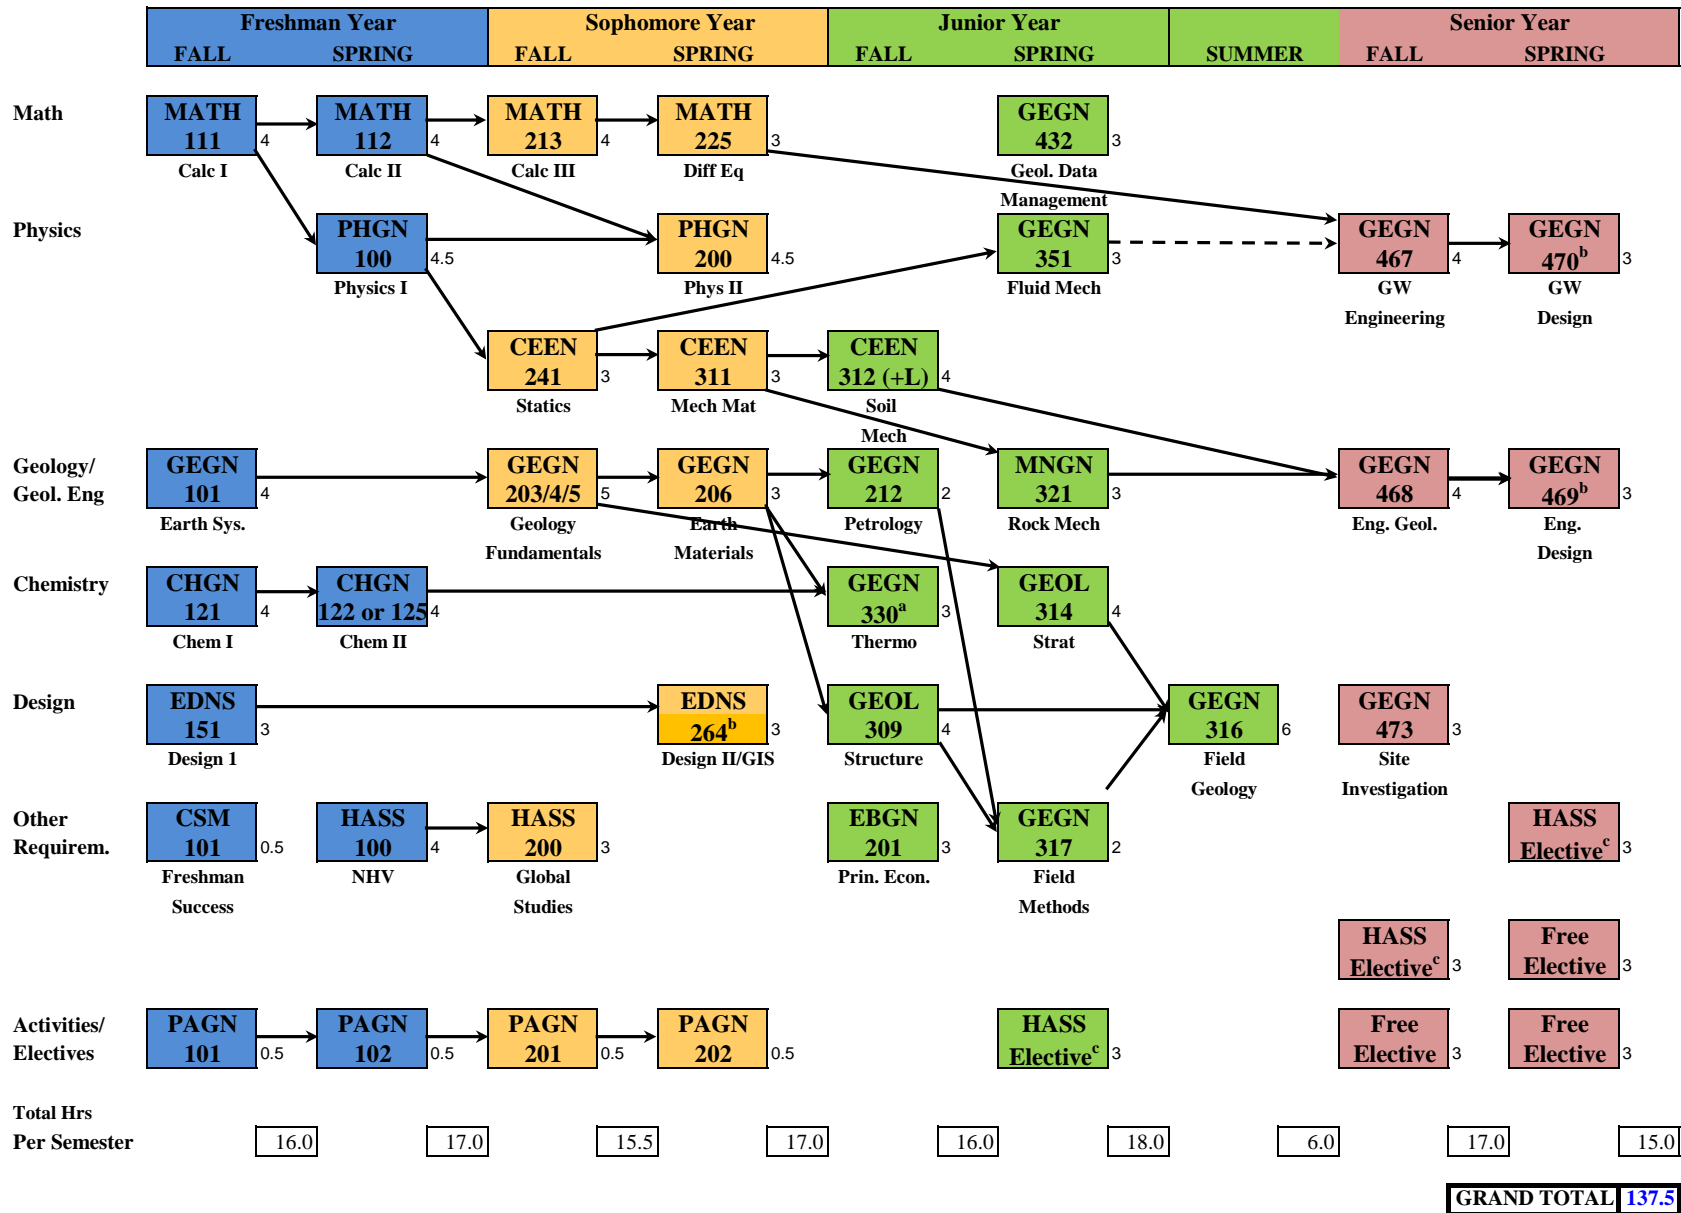 Freshman Year Sophomore Year Junior Year Senior Year
FALL SPRING FALL SPRING FALL SPRING SUMMER FALL SPRING
Math MATH MATH MATH MATH GEGN
111 4 112 4 213 4 225 3 432 3
Calc I Calc II Calc III Diff Eq Geol. Data
Management
Physics PHGN PHGN GEGN GEGN GEGN
100 4.5 200 4.5 351 3 467 4 470b 3
Physics I Phys II Fluid Mech GW GW
Engineering Design
CEEN CEEN CEEN
241 3 311 3 312 (+L) 4
Statics Mech Mat Soil
Mech
Geology/ GEGN GEGN GEGN GEGN MNGN GEGN GEGN
Geol. Eng 101 4 203/4/5 5 206 3 212 2 321 3 468 4 469b 3
Earth Sys. Geology Earth Petrology Rock Mech Eng. Geol. Eng.
Fundamentals Materials Design
Chemistry CHGN CHGN GEGN GEOL
121 4 122 or 125 4 330a 3 314 4
Chem I Chem II Thermo Strat
Design EDNS EDNS GEOL GEGN GEGN
151 3 264b 3 309 4 316 6 473 3
Design 1 Design II/GIS Structure Field Site
Geology Investigation
Other CSM HASS HASS EBGN GEGN HASS
Requirem. 101 0.5 100 4 200 3 201 3 317 2 Electivec 3
Freshman NHV Global Prin. Econ. Field
Success Studies Methods
HASS Free
Electivec 3 Elective 3
Activities/ PAGN PAGN PAGN PAGN HASS Free Free
Electives 101 0.5 102 0.5 201 0.5 202 0.5 Electivec 3 Elective 3 Elective 3
Total Hrs
Per Semester 16.0 17.0 15.5 17.0 16.0 18.0 6.0 17.0 15.0
GRAND TOTAL 137.5